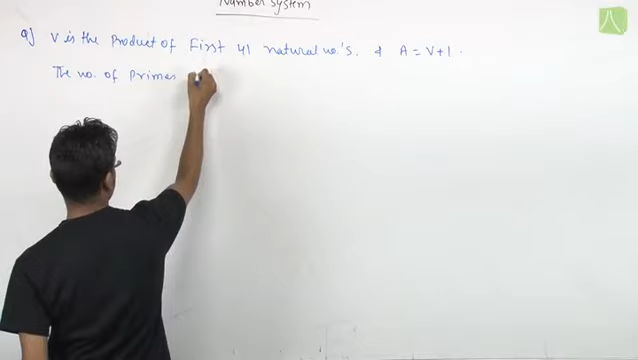 Number System
Q) V is the Product of First 41 natural no's. & A = V+1.
The no. of Primes